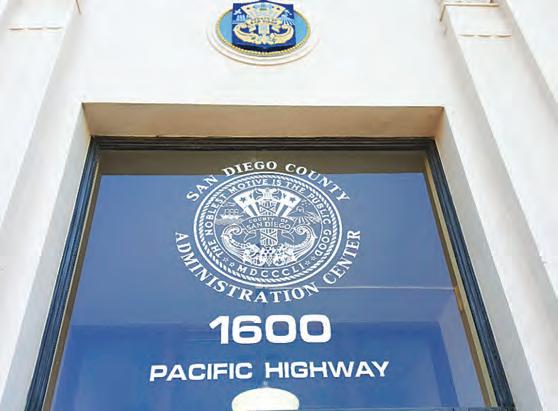 SAN DIEGO COUNTY
THE NOBLEST MOTIVE IS THE PUBLIC GOOD
COUNTY OF
SAN DIEGO
MDCCCLII
ADMINISTRATION CENTER
1600
PACIFIC HIGHWAY